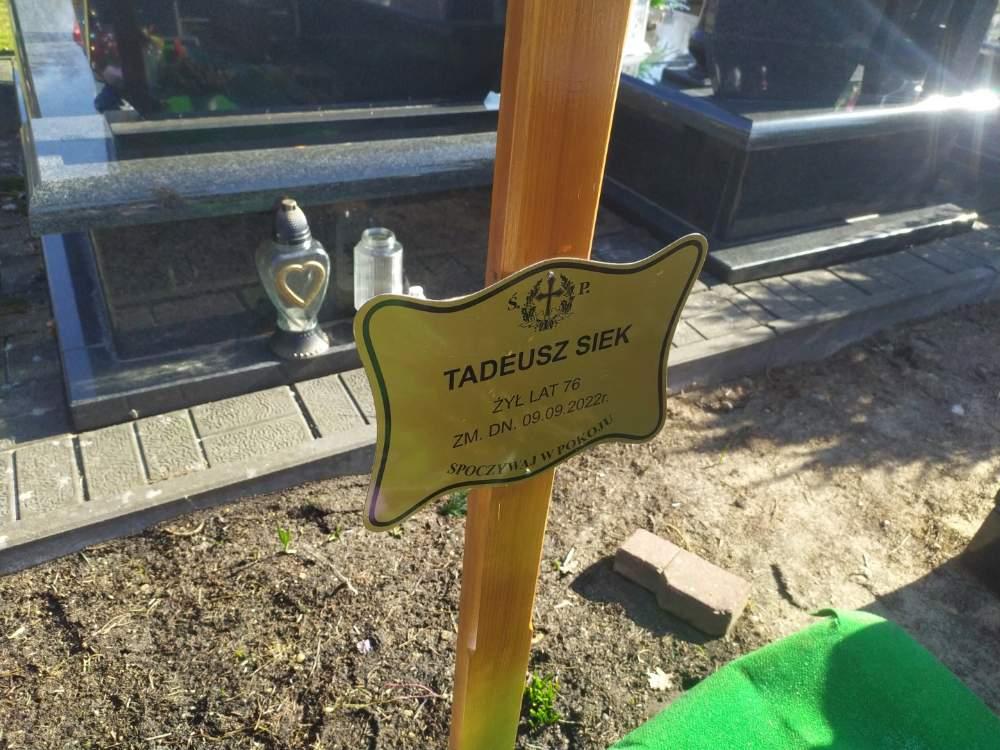 Ś. P.
TADEUSZ SIEK
ŻYŁ LAT 76
ZM. DN. 09.09.2022r.
SPOCZYWAJ W POKOJU